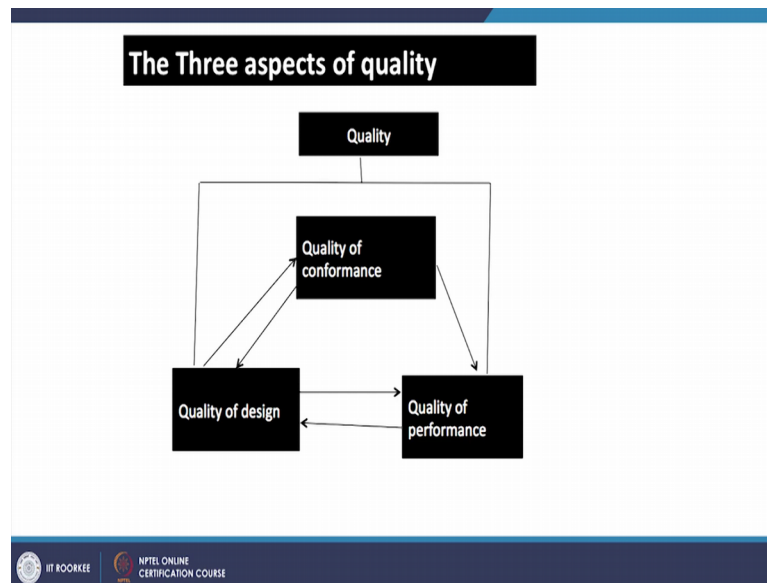 The Three aspects of quality
Quality
Quality of
conformance
Quality of design
Quality of
performance
IIT ROORKEE
NPTEL ONLINE
CERTIFICATION COURSE